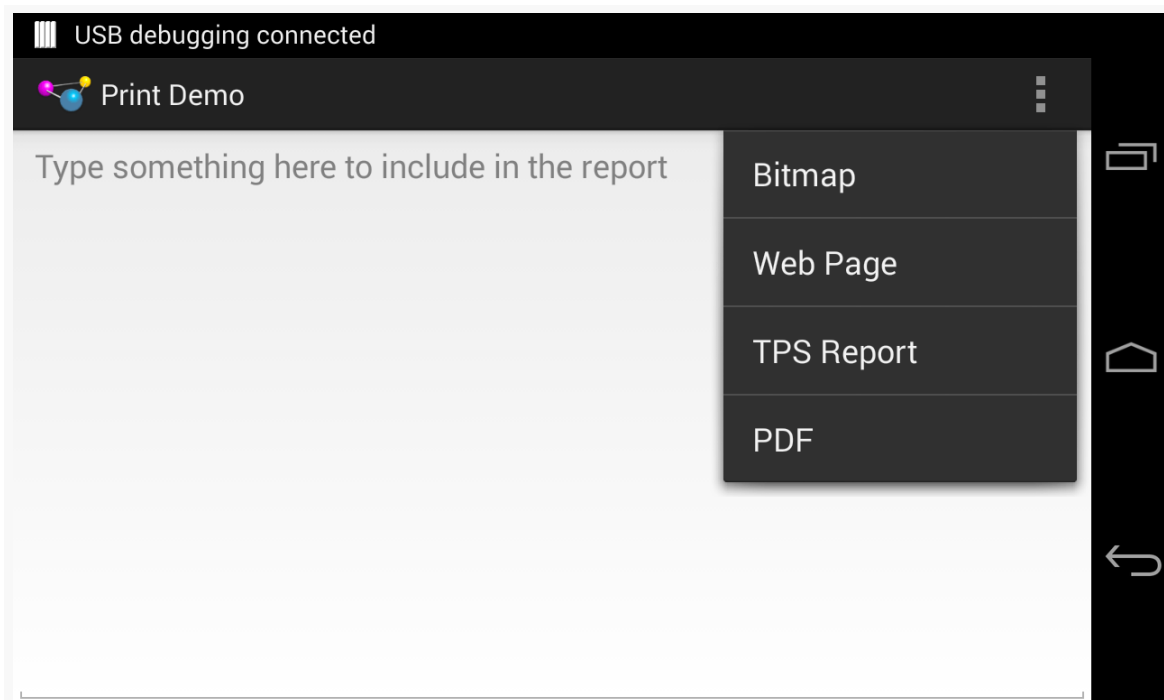 USB debugging connected
Print Demo
Type something here to include in the report
Bitmap
Web Page
TPS Report
PDF